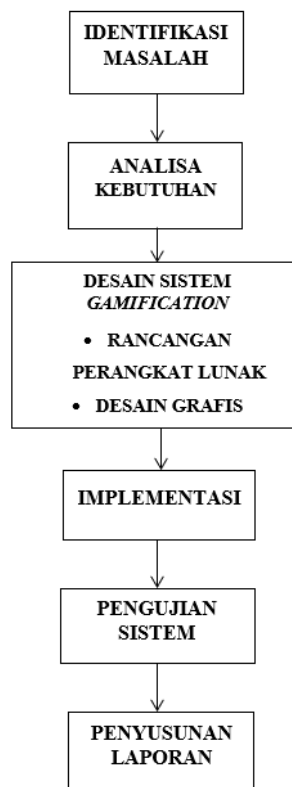 IDENTIFIKASI
MASALAH
ANALISA
KEBUTUHAN
DESAIN SISTEM
GAMIFICATION
• RANCANGAN
PERANGKAT LUNAK
• DESAIN GRAFIS
IMPLEMENTASI
PENGUJIAN
SISTEM
PENYUSUNAN
LAPORAN